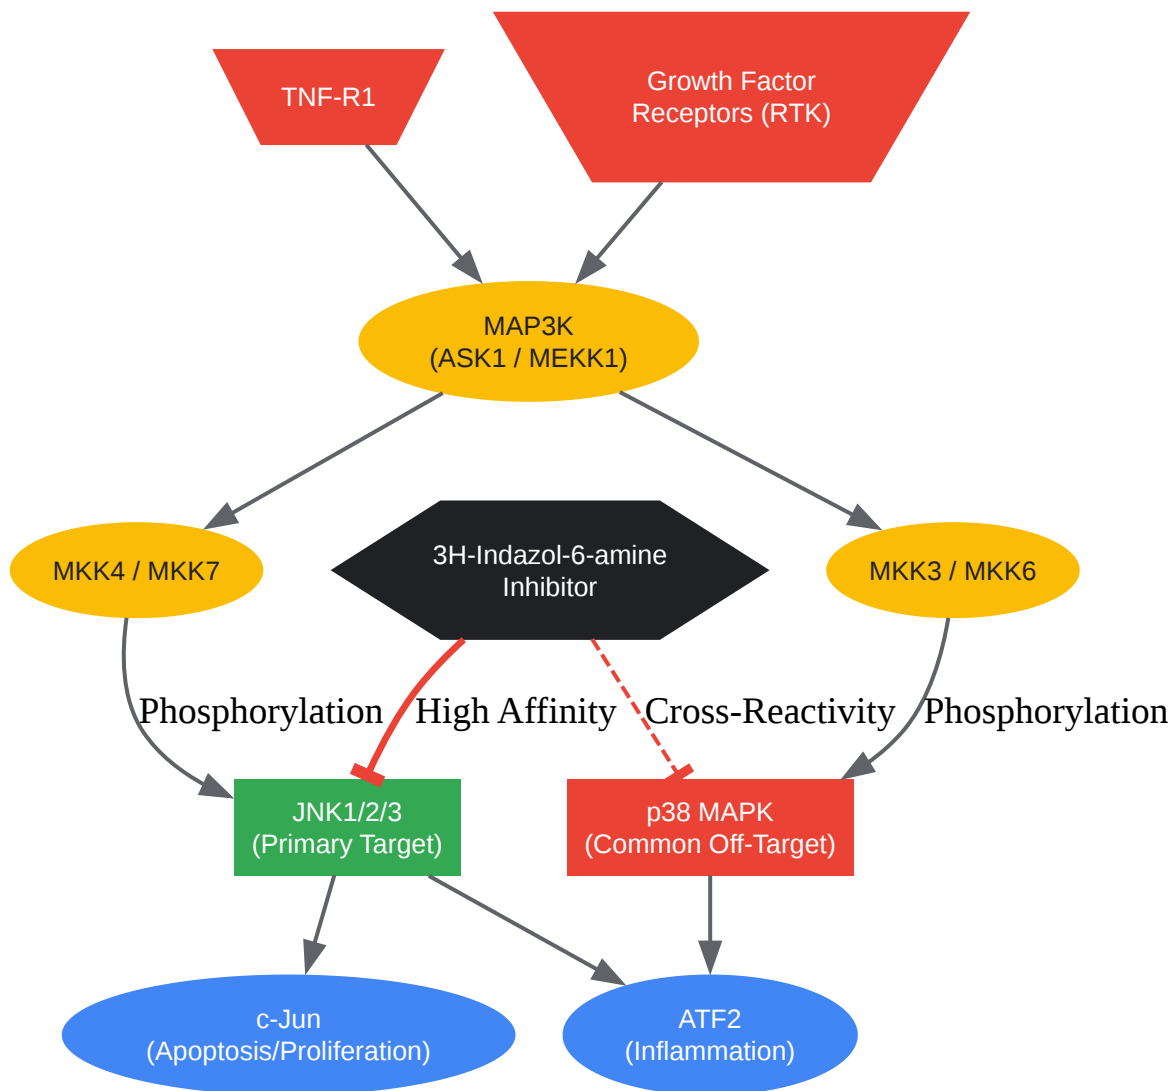 TNF-R1
Growth Factor
Receptors (RTK)
MAP3K
(ASK1 / MEKK1)
MKK4 / MKK7
3H-Indazol-6-amine
Inhibitor
MKK3 / MKK6
Phosphorylation
High Affinity
Cross-Reactivity
Phosphorylation
JNK1/2/3
(Primary Target)
p38 MAPK
(Common Off-Target)
c-Jun
(Apoptosis/Proliferation)
ATF2
(Inflammation)